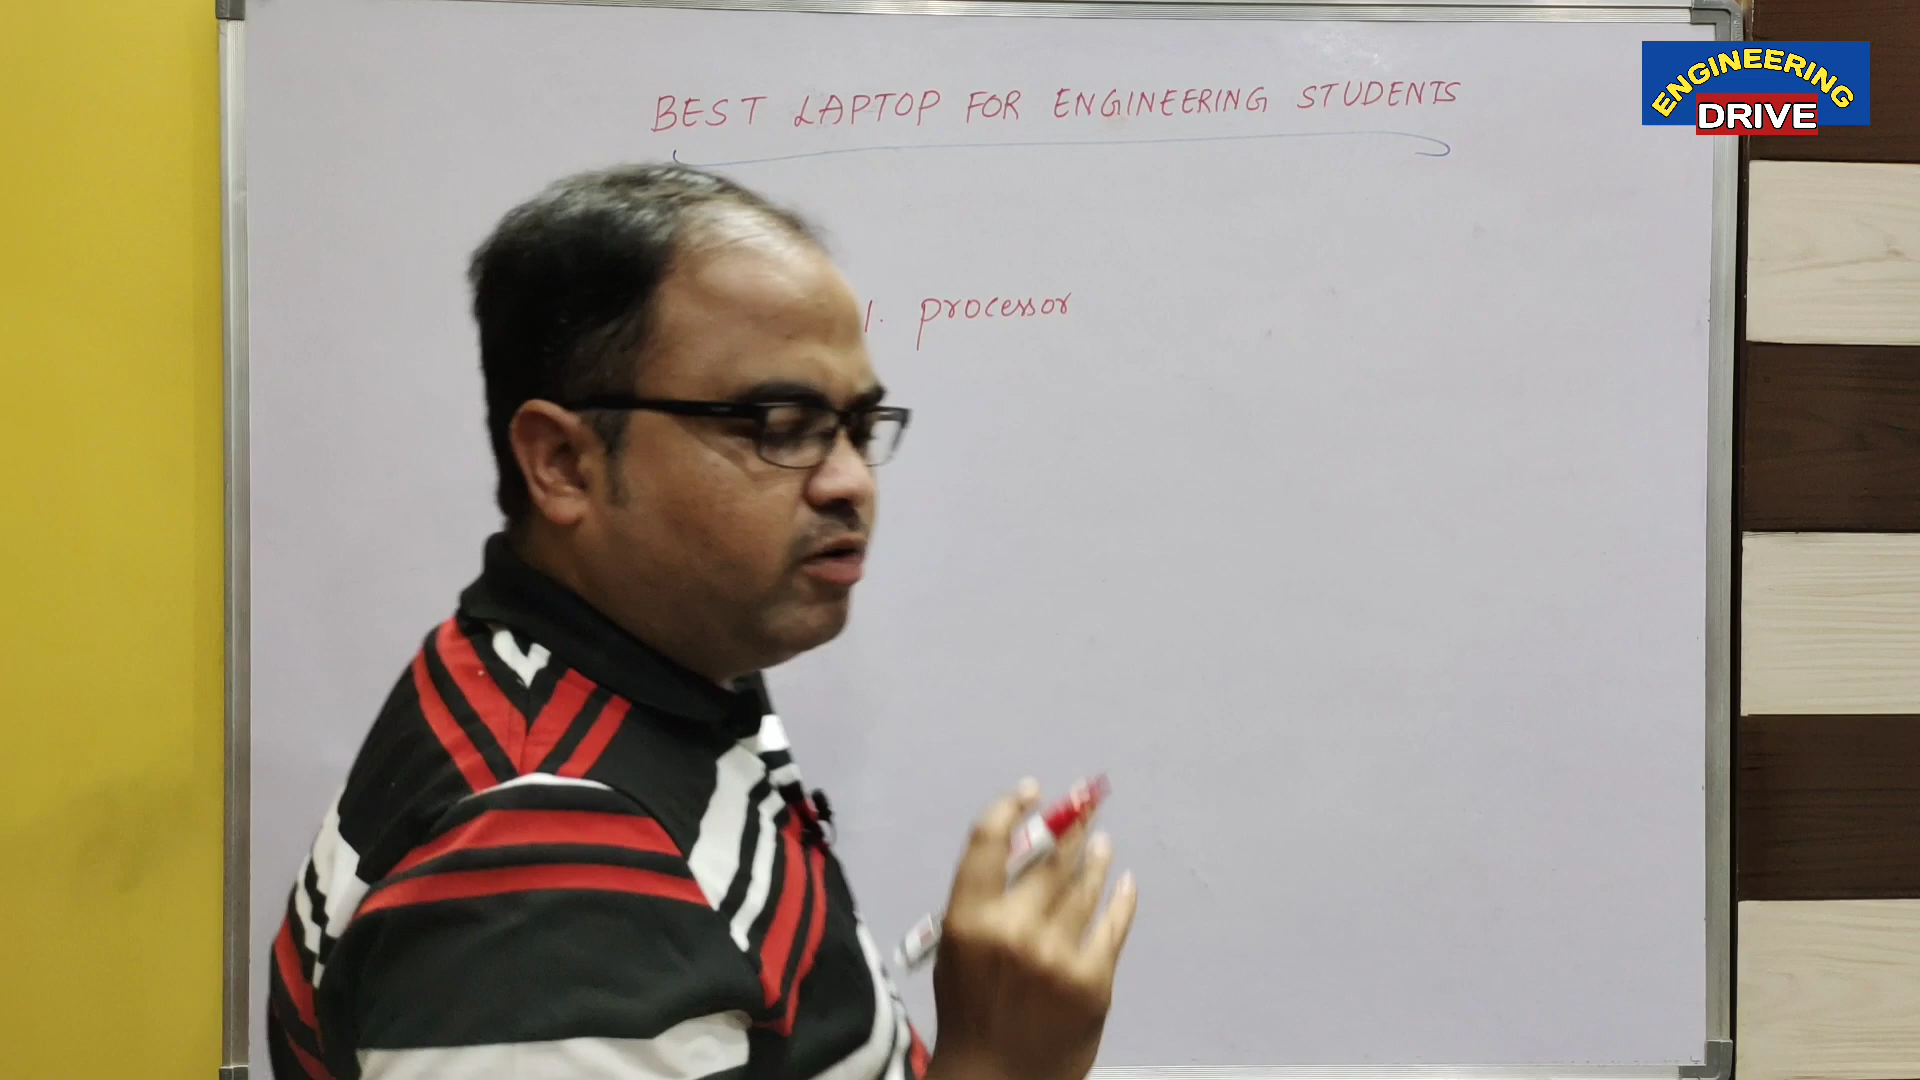 BEST LAPTOP FOR ENGINEERING STUDENTS
ENGINEERING
DRIVE
1. processor